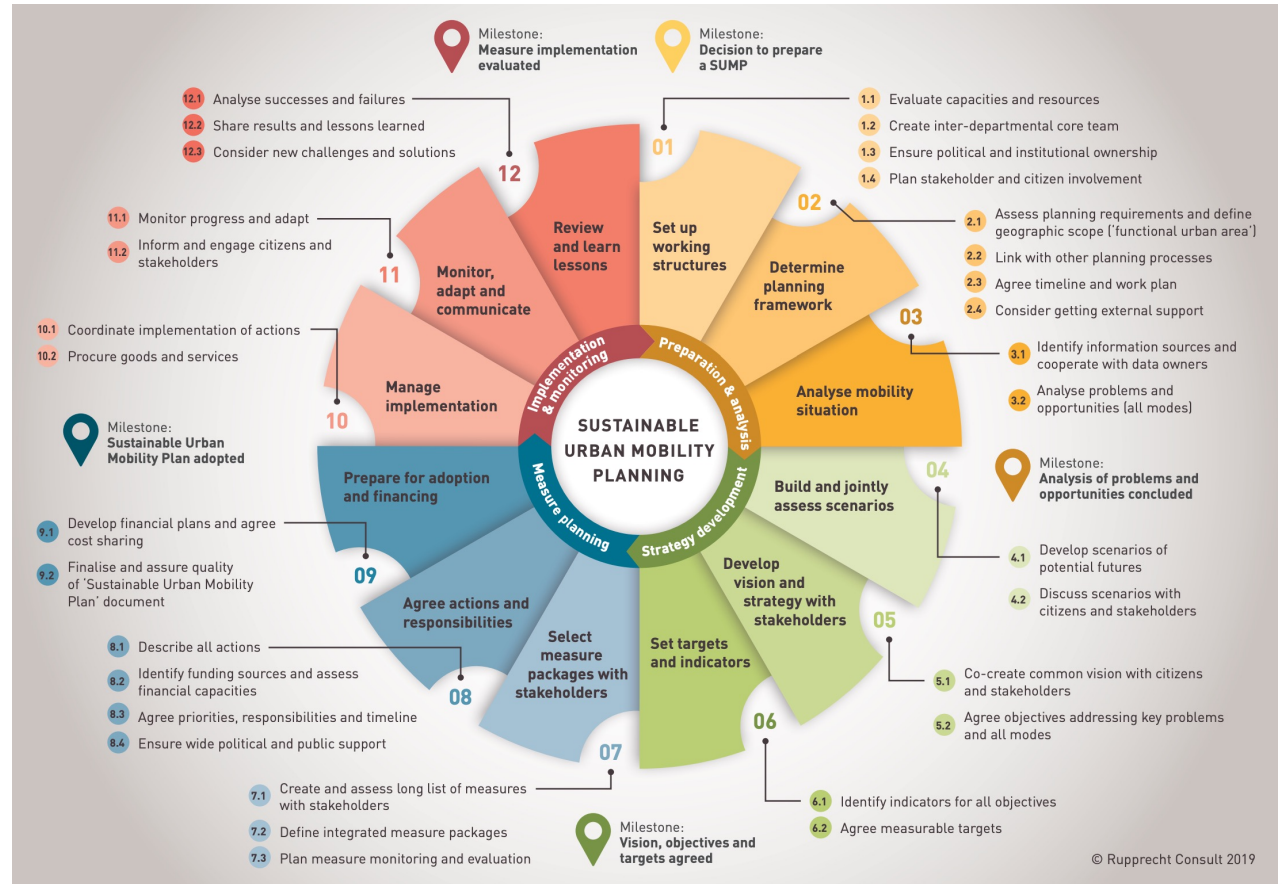 Milestone:
Measure implementation
evaluated
Milestone:
Decision to prepare
a SUMP
12.1 Analyse successes and failures
12.2 Share results and lessons learned
12.3 Consider new challenges and solutions
1.1 Evaluate capacities and resources
1.2 Create inter-departmental core team
1.3 Ensure political and institutional ownership
1.4 Plan stakeholder and citizen involvement
11.1 Monitor progress and adapt
11.2 Inform and engage citizens and
stakeholders
2.1 Assess planning requirements and define
geographic scope (‘functional urban area’)
2.2 Link with other planning processes
2.3 Agree timeline and work plan
2.4 Consider getting external support
10.1 Coordinate implementation of actions
10.2 Procure goods and services
3.1 Identify information sources and
cooperate with data owners
3.2 Analyse problems and
opportunities (all modes)
Milestone:
Sustainable Urban
Mobility Plan adopted
Milestone:
Analysis of problems and
opportunities concluded
01
Set up
working
structures
02
Determine
planning
framework
03
Analyse mobility
situation
04
Build and jointly
assess scenarios
05
Develop
vision and
strategy with
stakeholders
06
Set targets
and indicators
07
Select
measure
packages with
stakeholders
08
Agree actions and
responsibilities
09
Prepare for adoption
and financing
10
Manage
implementation
11
Monitor,
adapt and
communicate
12
Review
and learn
lessons
Preparation & analysis
Strategy development
Measure planning
Implementation
& monitoring
SUSTAINABLE
URBAN MOBILITY
PLANNING
9.1 Develop financial plans and agree
cost sharing
9.2 Finalise and assure quality
of ‘Sustainable Urban Mobility
Plan’ document
4.1 Develop scenarios of
potential futures
4.2 Discuss scenarios with
citizens and stakeholders
8.1 Describe all actions
8.2 Identify funding sources and assess
financial capacities
8.3 Agree priorities, responsibilities and timeline
8.4 Ensure wide political and public support
5.1 Co-create common vision with citizens
and stakeholders
5.2 Agree objectives addressing key problems
and all modes
7.1 Create and assess long list of measures
with stakeholders
7.2 Define integrated measure packages
7.3 Plan measure monitoring and evaluation
Milestone:
Vision, objectives and
targets agreed
6.1 Identify indicators for all objectives
6.2 Agree measurable targets
© Rupprecht Consult 2019